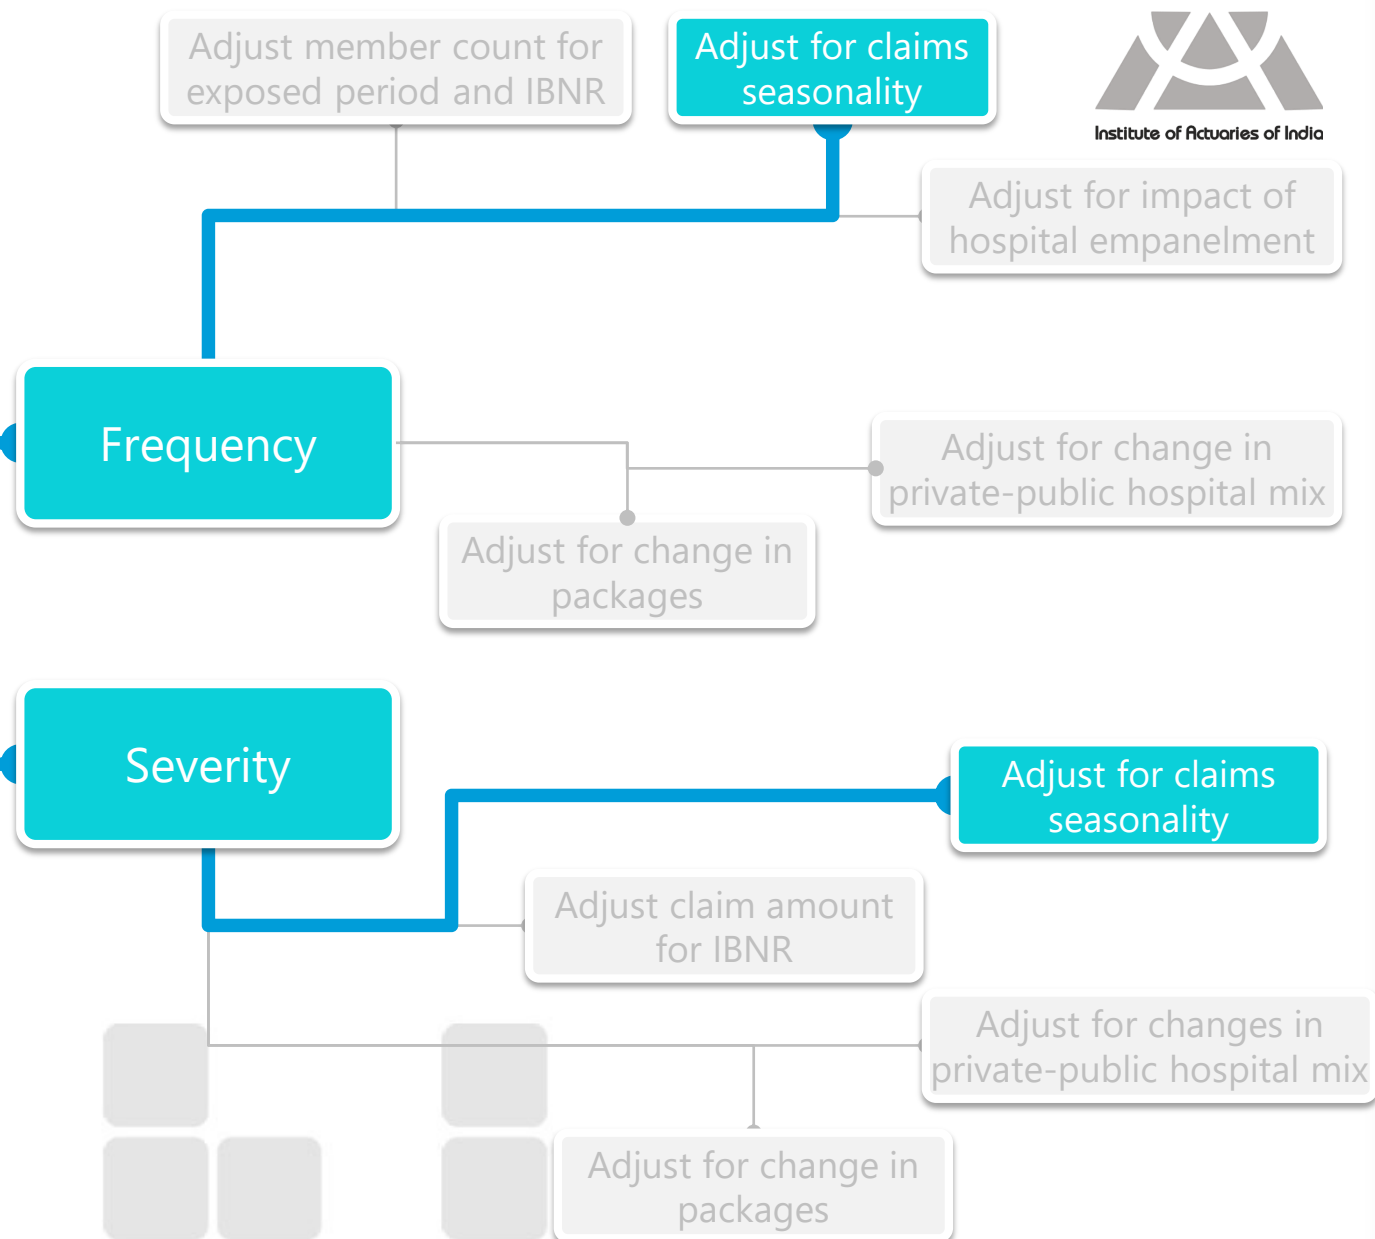 Adjust member count for
exposed period and IBNR
Adjust for claims
seasonality
Institute of Actuaries of India
Adjust for impact of
hospital empanelment
Frequency
Adjust for change in
private-public hospital mix
Adjust for change in
packages
Severity
Adjust for claims
seasonality
Adjust claim amount
for IBNR
Adjust for changes in
private-public hospital mix
Adjust for change in
packages